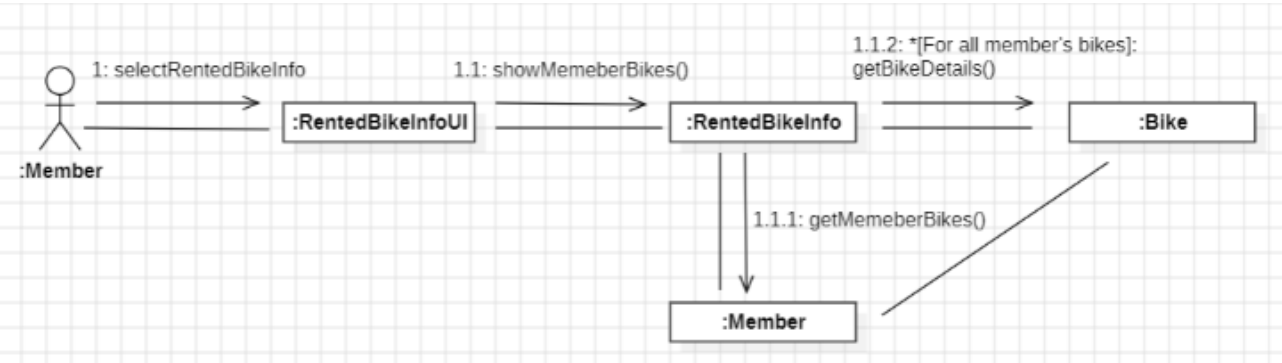 1.1.2: *[For all member's bikes]:
1: selectRentedBikeInfo
1.1: showMemeberBikes()
getBikeDetails()
:RentedBikeInfoUI
:RentedBikeInfo
:Bike
:Member
1.1.1: getMemeberBikes()
:Member